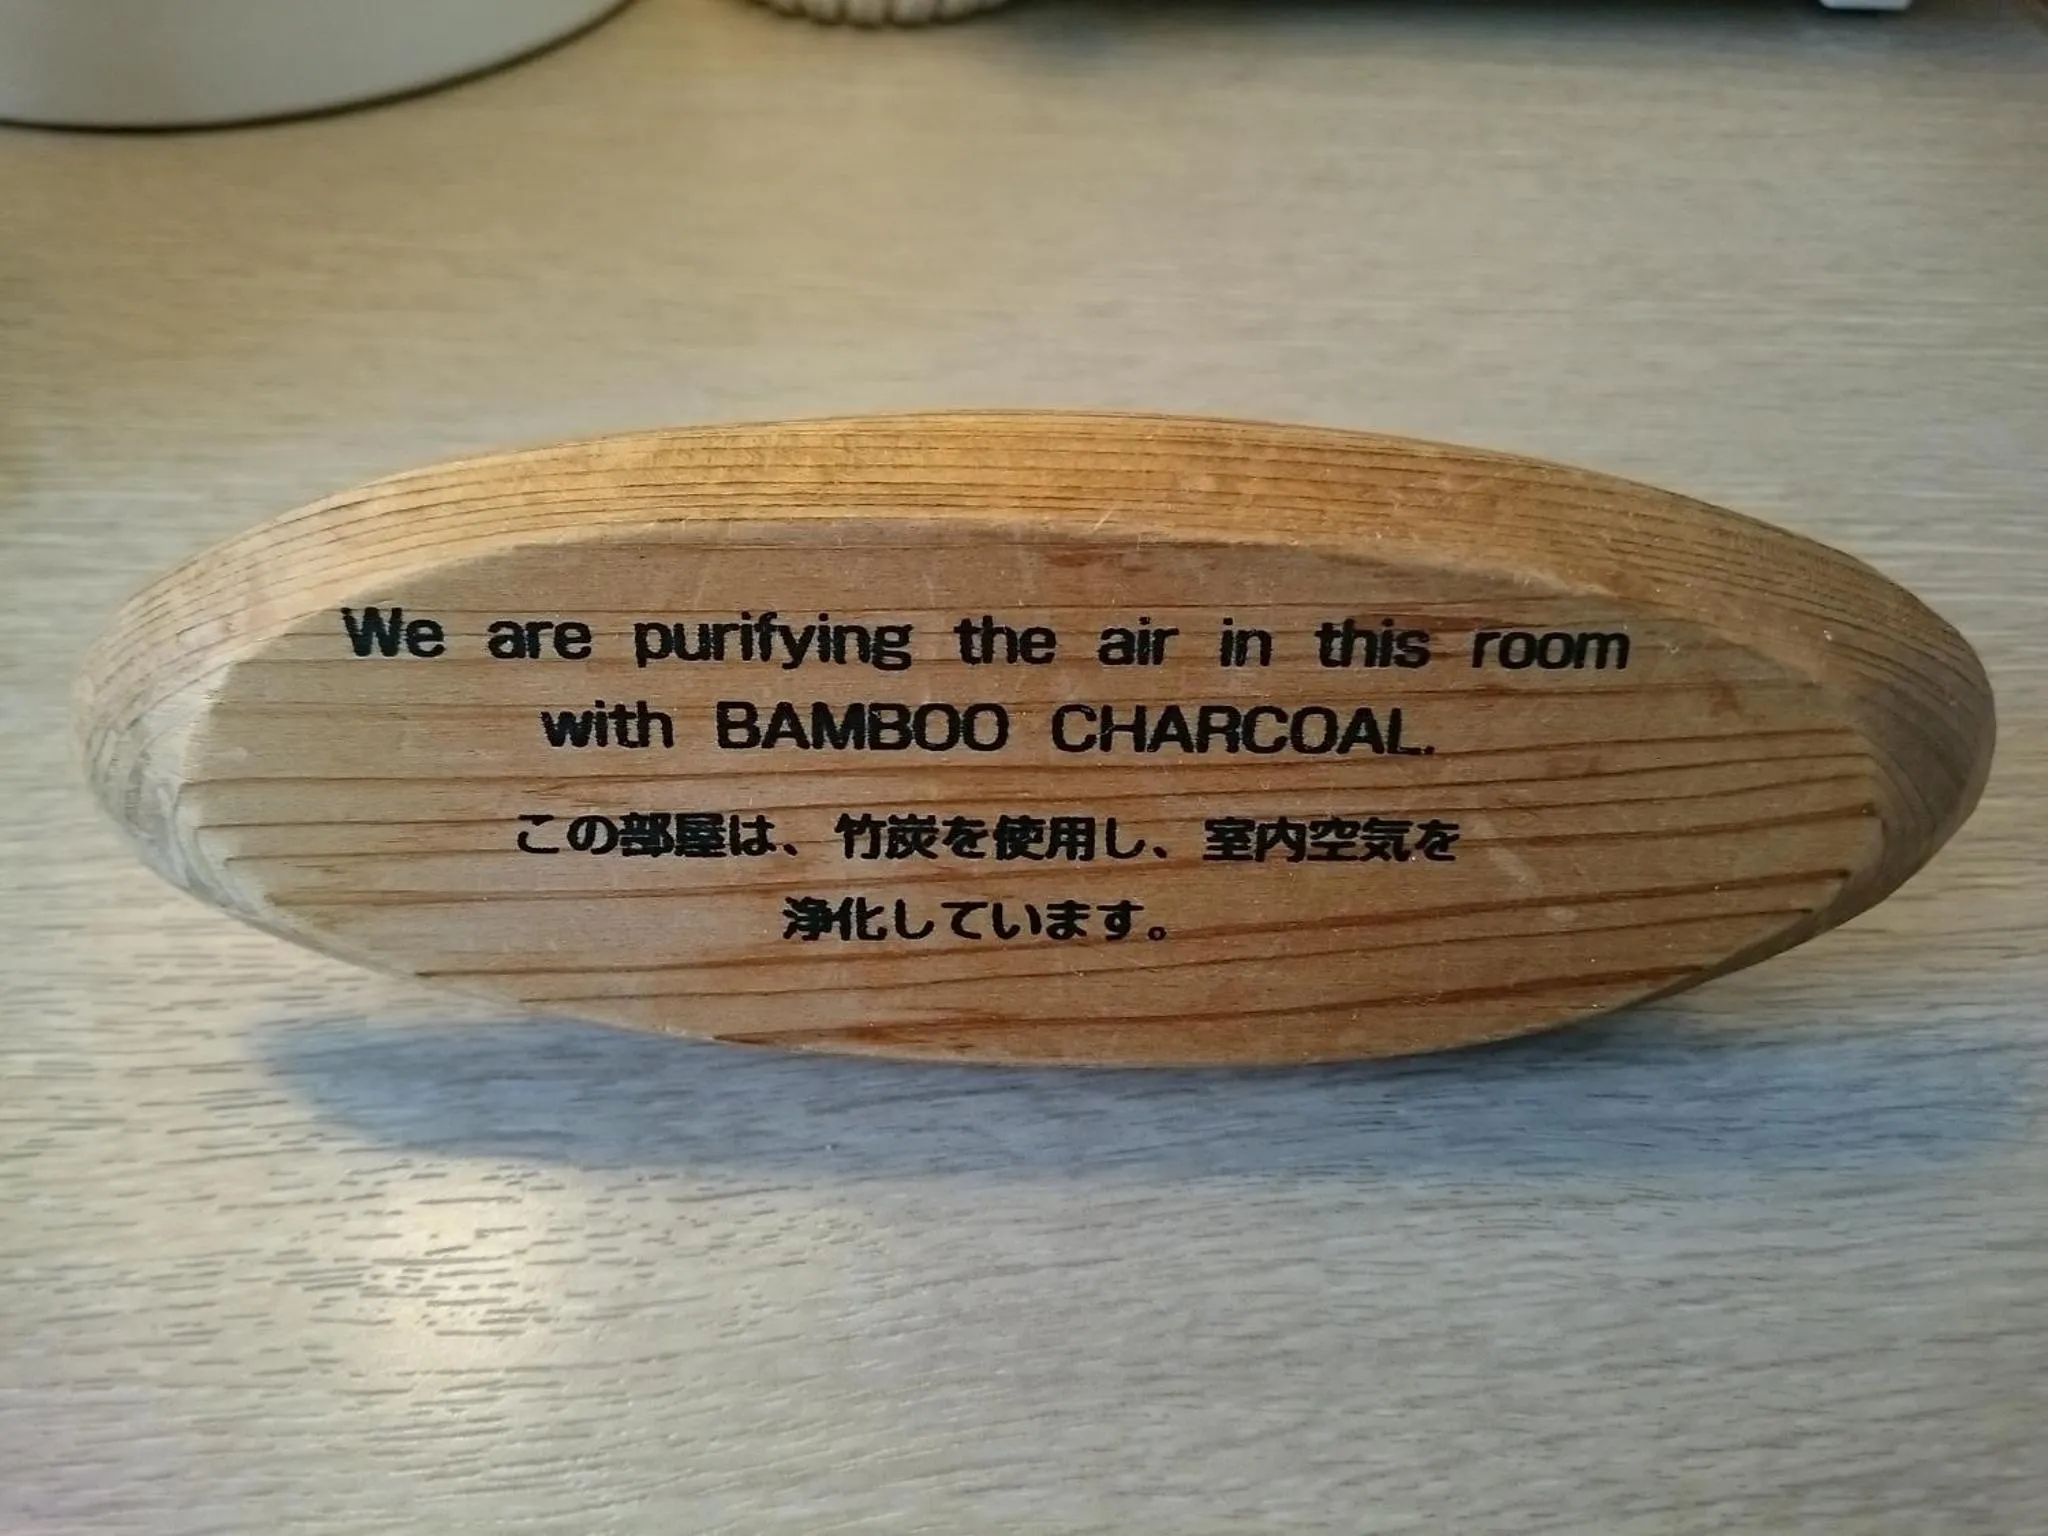 We are purifying the air in this room
with BAMBOO CHARCOAL.
この部屋は、竹炭を使用し、室内空気を
浄化しています。